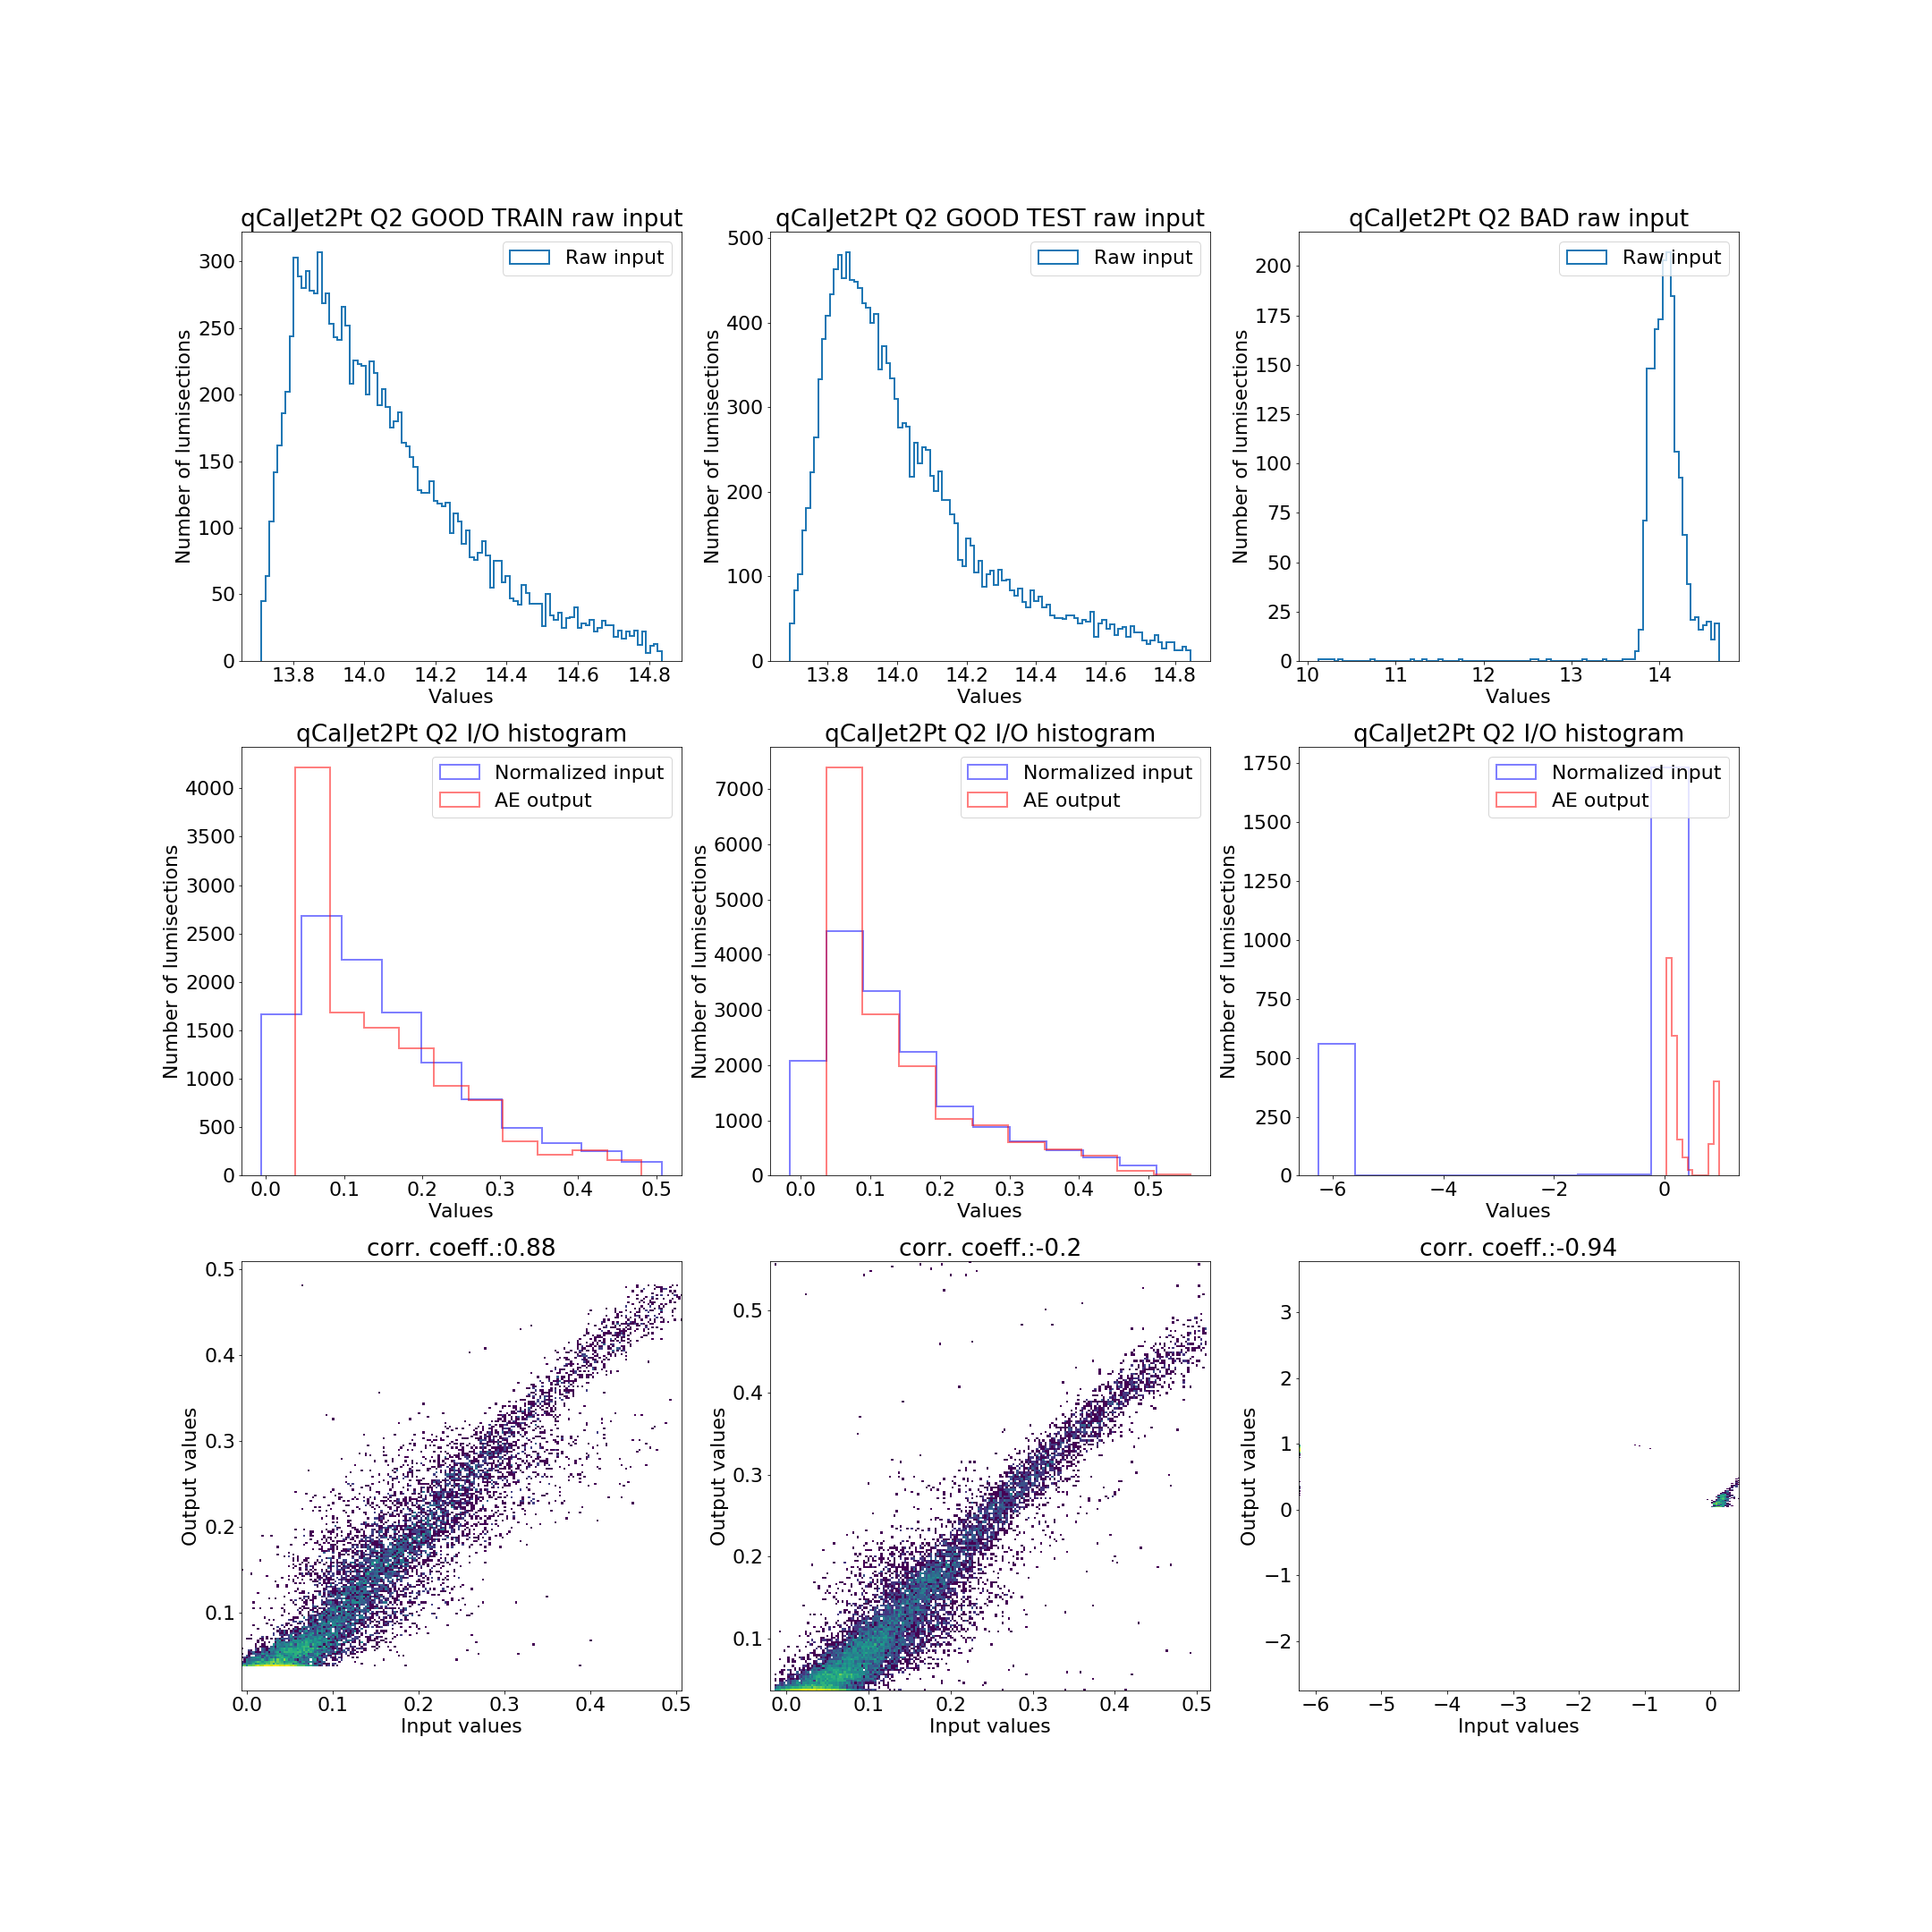 qCalJet2Pt Q2 GOOD TRAIN raw input
Raw input
Number of lumisections
300
250
200
150
100
50
0
13.8 14.0 14.2 14.4 14.6 14.8
Values
qCalJet2Pt Q2 GOOD TEST raw input
Raw input
Number of lumisections
500
400
300
200
100
0
13.8 14.0 14.2 14.4 14.6 14.8
Values
qCalJet2Pt Q2 BAD raw input
Raw input
Number of lumisections
200
175
150
125
100
75
50
25
0
10 11 12 13 14
Values
qCalJet2Pt Q2 I/O histogram
Normalized input
AE output
Number of lumisections
4000
3500
3000
2500
2000
1500
1000
500
0
0.0 0.1 0.2 0.3 0.4 0.5
Values
qCalJet2Pt Q2 I/O histogram
Normalized input
AE output
Number of lumisections
7000
6000
5000
4000
3000
2000
1000
0
0.0 0.1 0.2 0.3 0.4 0.5
Values
qCalJet2Pt Q2 I/O histogram
Normalized input
AE output
Number of lumisections
1750
1500
1250
1000
750
500
250
0
−6 −4 −2 0
Values
corr. coeff.:0.88
Output values
0.5
0.4
0.3
0.2
0.1
0.0 0.1 0.2 0.3 0.4 0.5
Input values
corr. coeff.:-0.2
Output values
0.5
0.4
0.3
0.2
0.1
0.0 0.1 0.2 0.3 0.4 0.5
Input values
corr. coeff.:-0.94
Output values
3
2
1
0
−1
−2
−6 −5 −4 −3 −2 −1 0
Input values